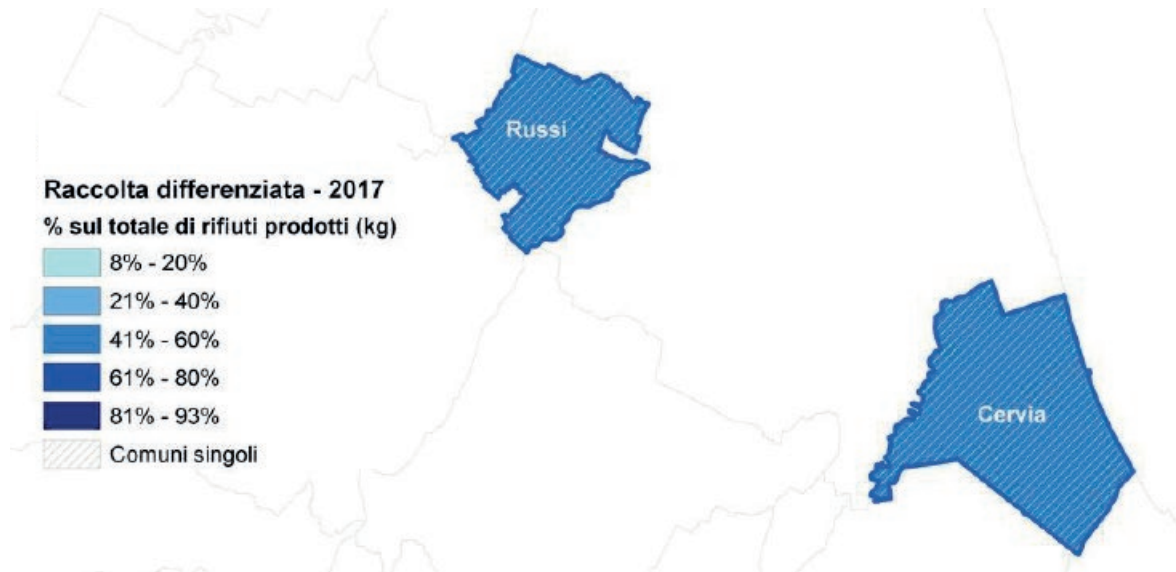 Russi
Raccolta differenziata - 2017
% sul totale di rifiuti prodotti (kg)
8% - 20%
21% - 40%
41% - 60%
61% - 80%
81% - 93%
Comuni singoli
Cervia